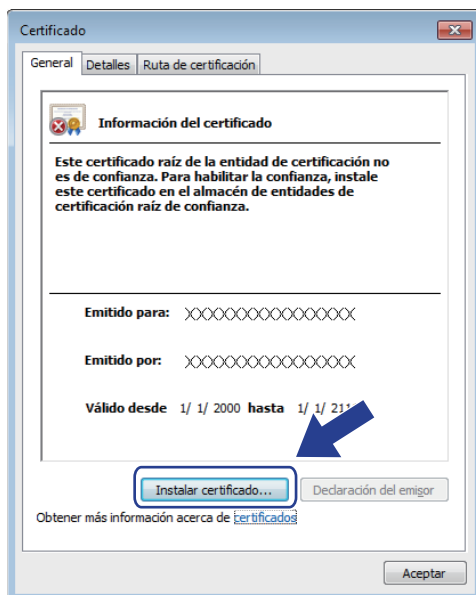 Certificado
General Detalles Ruta de certificación
Información del certificado
Este certificado raíz de la entidad de certificación no
es de confianza. Para habilitar la confianza, instale
este certificado en el almacén de entidades de
certificación raíz de confianza.
Emitido para: XXXXXXXXXXXXXXXXX
Emitido por: XXXXXXXXXXXXXXXXX
Válido desde 1/ 1/ 2000 hasta 1/ 1/
Instalar certificado... Declaración del emisor
Obtener más información acerca de certificados
Aceptar